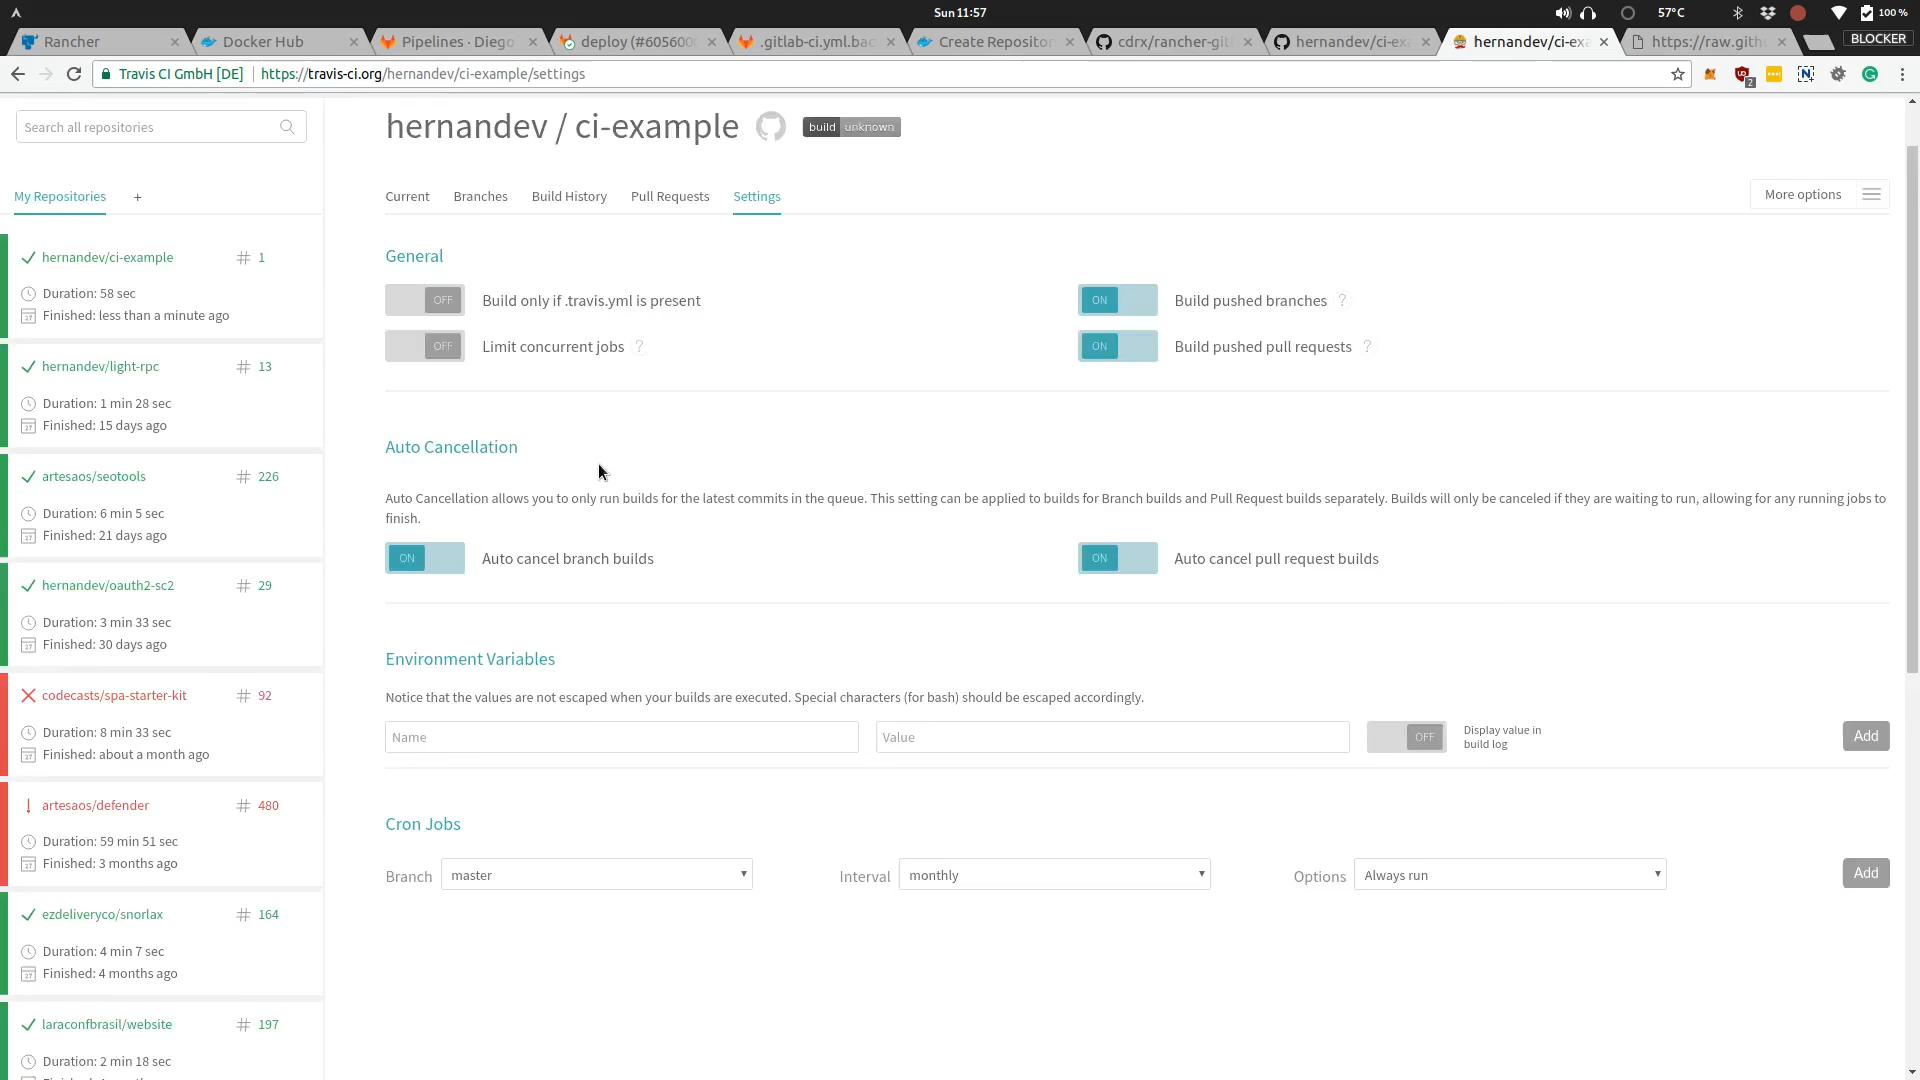 Sun 11:57
57°C
100 %
Rancher
Docker Hub
Pipelines · Diego
deploy (#6056000
.gitlab-ci.yml.bac
Create Repositor
cdrx/rancher-gitl
hernandev/ci-exa
hernandev/ci-exa
https://raw.githu
BLOCKER
Travis CI GmbH [DE]
https://travis-ci.org/hernandev/ci-example/settings
2
Search all repositories
My Repositories
+
hernandev/ci-example
# 1
Duration: 58 sec
Finished: less than a minute ago
hernandev/light-rpc
# 13
Duration: 1 min 28 sec
Finished: 15 days ago
artesaos/seotools
# 226
Duration: 6 min 5 sec
Finished: 21 days ago
hernandev/oauth2-sc2
# 29
Duration: 3 min 33 sec
Finished: 30 days ago
codecasts/spa-starter-kit
# 92
Duration: 8 min 33 sec
Finished: about a month ago
artesaos/defender
# 480
Duration: 59 min 51 sec
Finished: 3 months ago
ezdeliveryco/snorlax
# 164
Duration: 4 min 7 sec
Finished: 4 months ago
laraconfbrasil/website
# 197
Duration: 2 min 18 sec
hernandev / ci-example
build unknown
Current
Branches
Build History
Pull Requests
Settings
More options
General
OFF Build only if .travis.yml is present
ON Build pushed branches ?
OFF Limit concurrent jobs ?
ON Build pushed pull requests ?
Auto Cancellation
Auto Cancellation allows you to only run builds for the latest commits in the queue. This setting can be applied to builds for Branch builds and Pull Request builds separately. Builds will only be canceled if they are waiting to run, allowing for any running jobs to
finish.
ON Auto cancel branch builds
ON Auto cancel pull request builds
Environment Variables
Notice that the values are not escaped when your builds are executed. Special characters (for bash) should be escaped accordingly.
Name
Value
OFF
Display value in
build log
Add
Cron Jobs
Branch master
Interval monthly
Options Always run
Add